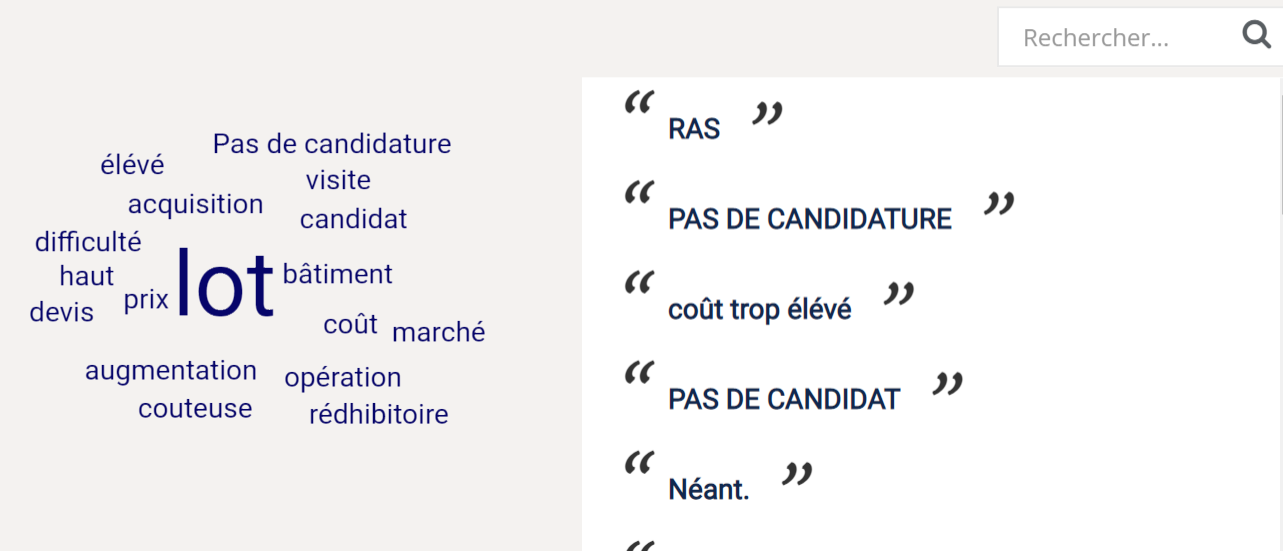 Rechercher...
Pas de candidature
élévé
visite
acquisition
candidat
difficulté
haut
bâtiment
devis
prix
lot
coût
marché
augmentation
opération
couteuse
rédhibitoire
“ RAS ”
“ PAS DE CANDIDATURE ”
“ coût trop élévé ”
“ PAS DE CANDIDAT ”
“ Néant. ”
“